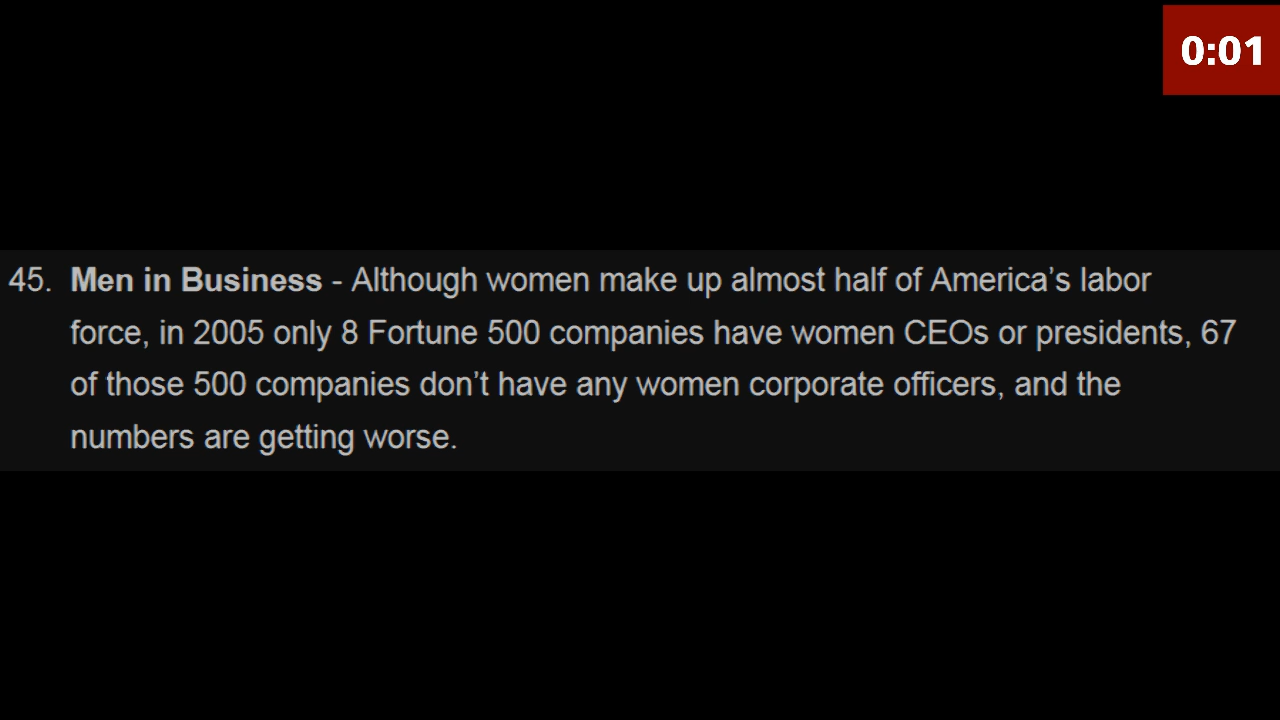 0:01
45. Men in Business - Although women make up almost half of America’s labor
force, in 2005 only 8 Fortune 500 companies have women CEOs or presidents, 67
of those 500 companies don’t have any women corporate officers, and the
numbers are getting worse.